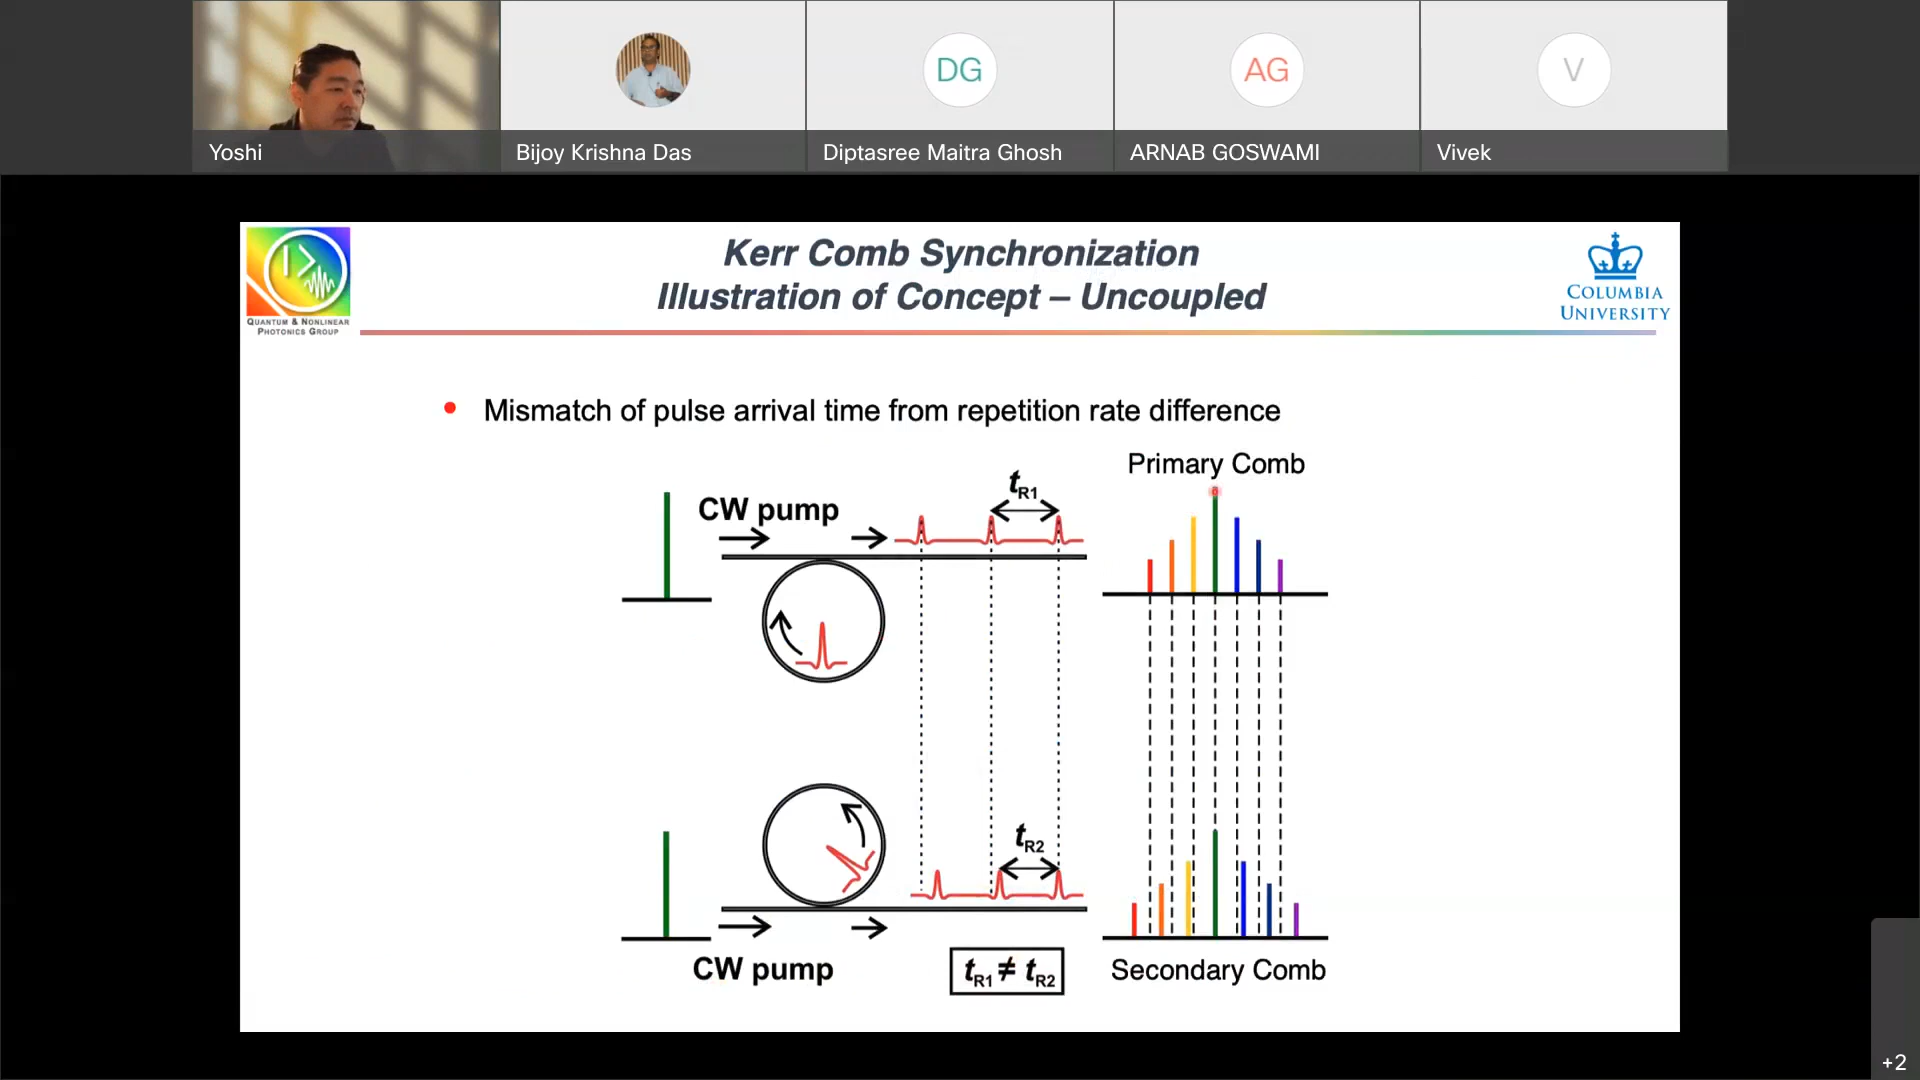 DG
AG
V
Yoshi
Bijoy Krishna Das
Diptasree Maitra Ghosh
ARNAB GOSWAMI
Vivek
QUANTUM & NONLINEAR
PHOTONICS GROUP
Kerr Comb Synchronization
Illustration of Concept – Uncoupled
COLUMBIA
UNIVERSITY
• Mismatch of pulse arrival time from repetition rate difference
Primary Comb
CW pump
tR1
tR2
CW pump
tR1 ≠ tR2
Secondary Comb
+2